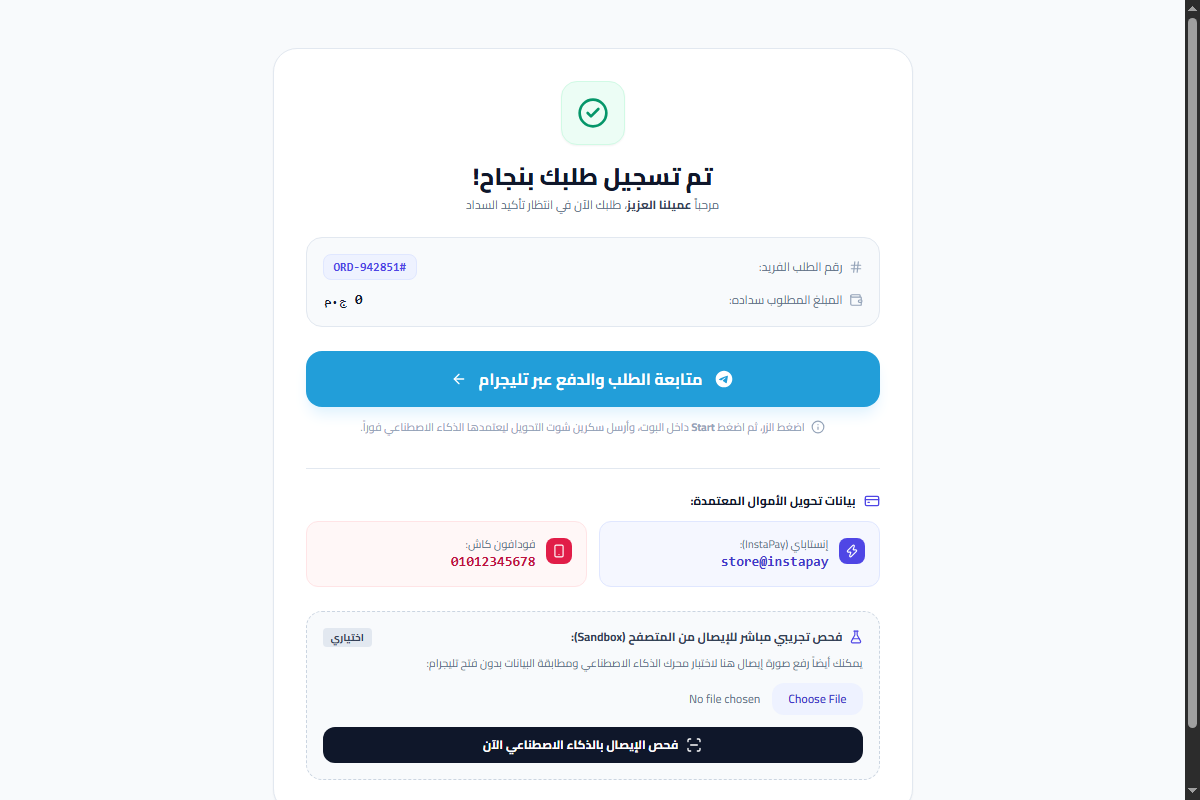 تم تسجيل طلبك بنجاح!
مرحباً عميلنا العزيز، طلبك الآن في انتظار تأكيد السداد
رقم الطلب الفريد:
ORD-942851#
المبلغ المطلوب سداده:
0 ج.م
متابعة الطلب والدفع عبر تليجرام
اضغط الزر، ثم اضغط Start داخل البوت، وأرسل سكرين شوت التحويل ليعتمدها الذكاء الاصطناعي فوراً.
بيانات تحويل الأموال المعتمدة:
إنستاباي (InstaPay):
store@instapay
فودافون كاش:
01012345678
فحص تجريبي مباشر للإيصال من المتصفح (Sandbox):
اختياري
يمكنك أيضاً رفع صورة إيصال هنا لاختبار محرك الذكاء الاصطناعي ومطابقة البيانات بدون فتح تليجرام:
Choose File
No file chosen
فحص الإيصال بالذكاء الاصطناعي الآن